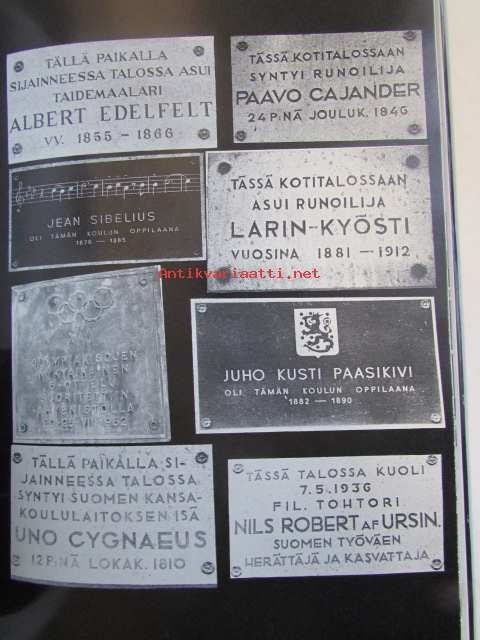 TÄLLÄ PAIKALLA
SIJAINNEESSA TALOSSA ASUI
TAIDEMAALARI
ALBERT EDELFELT
VV. 1855 – 1866
TÄSSÄ KOTITALOSSAAN
SYNTYI RUNOILIJA
PAAVO CAJANDER
24 P:NÄ JOULUK. 1846
JEAN SIBELIUS
OLI TÄMÄN KOULUN OPPILAANA
1876 — 1885
TÄSSÄ KOTITALOSSAAN
ASUI RUNOILIJA
LARIN-KYÖSTI
VUOSINA 1881 – 1912
Antikvariaatti.net
JUHO KUSTI PAASIKIVI
OLI TÄMÄN KOULUN OPPILAANA
1882 – 1890
TÄLLÄ PAIKALLA SI-
JAINNEESSA TALOSSA
SYNTYI SUOMEN KANSA-
KOULULAITOKSEN ISÄ
UNO CYGNAEUS
12 P:NÄ LOKAK. 1810
TÄSSÄ TALOSSA KUOLI
7.5.1936
FIL. TOHTORI
NILS ROBERT AF URSIN.
SUOMEN TYÖVÄEN
HERÄTTÄJÄ JA KASVATTAJA